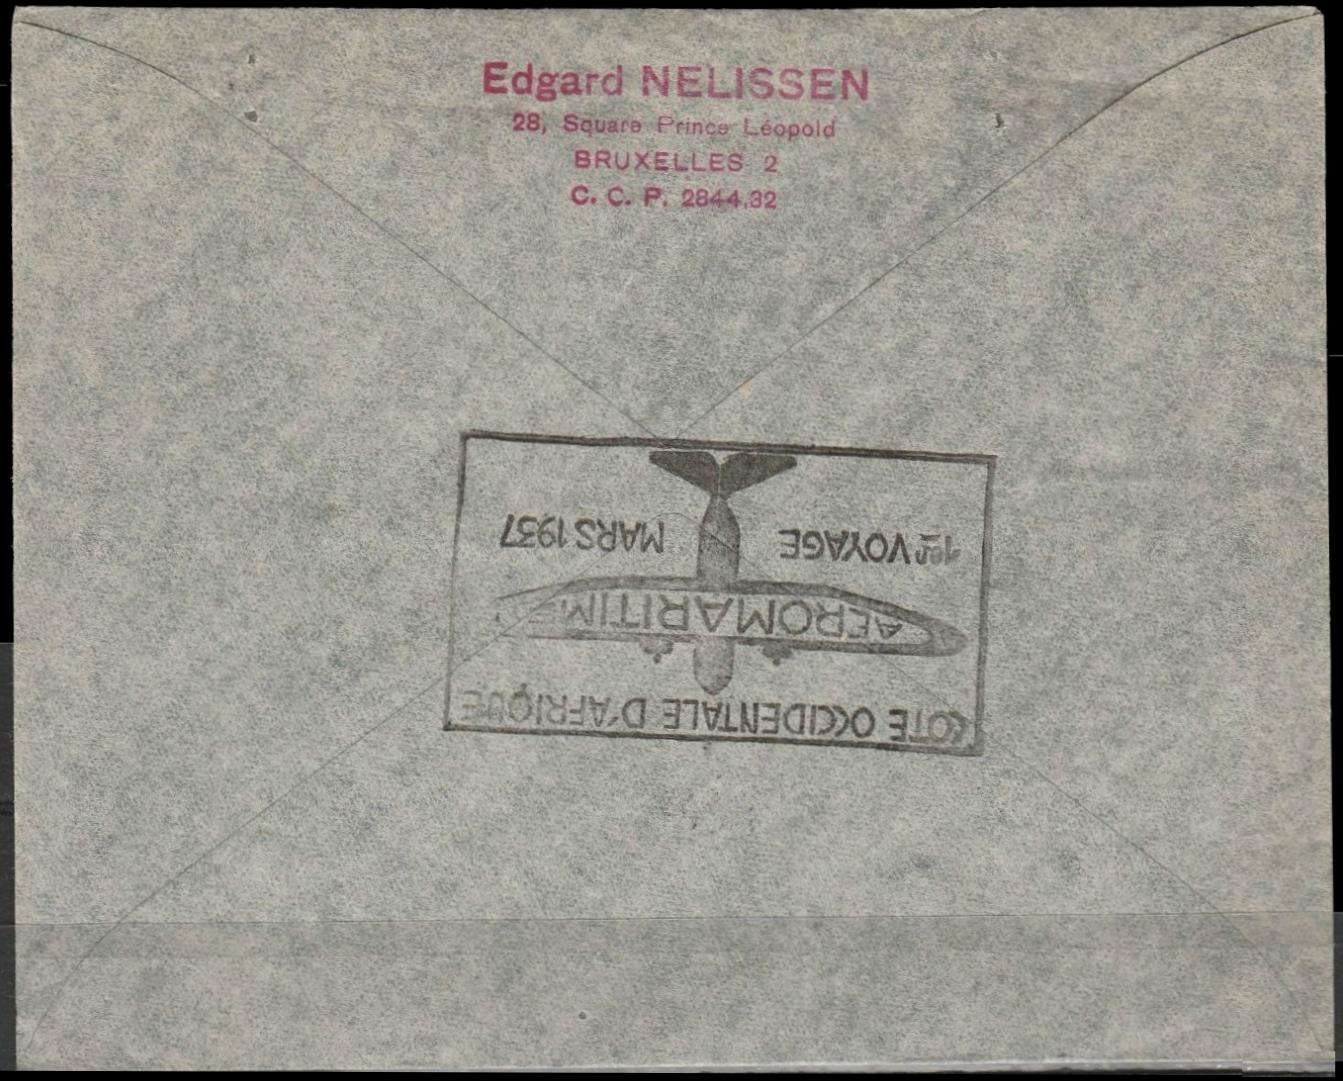 Edgard NELISSEN
28, Square Prince Léopold
BRUXELLES 2
C. C. P. 2844.32
COTE OCCIDENTALE D'AFRIQUE
AEROMARITIME
1er VOYAGE MARS 1937